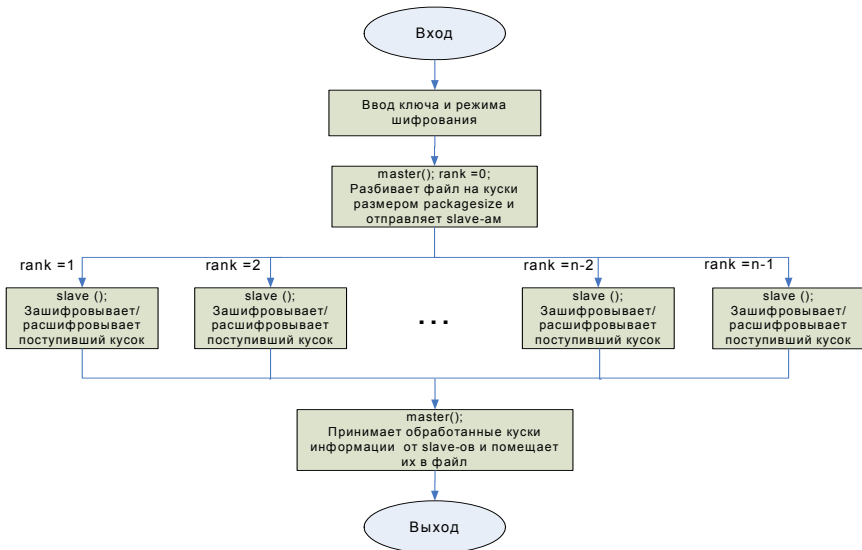 Вход
Ввод ключа и режима
шифрования
master(); rank =0;
Разбивает файл на куски
размером packagesize и
отправляет slave-ам
rank =1
rank =2
rank =n-2
rank =n-1
slave ();
Зашифровывает/
расшифровывает
поступивший кусок
slave ();
Зашифровывает/
расшифровывает
поступивший кусок
...
slave ();
Зашифровывает/
расшифровывает
поступивший кусок
slave ();
Зашифровывает/
расшифровывает
поступивший кусок
master();
Принимает обработанные куски
информации от slave-ов и помещает
их в файл
Выход